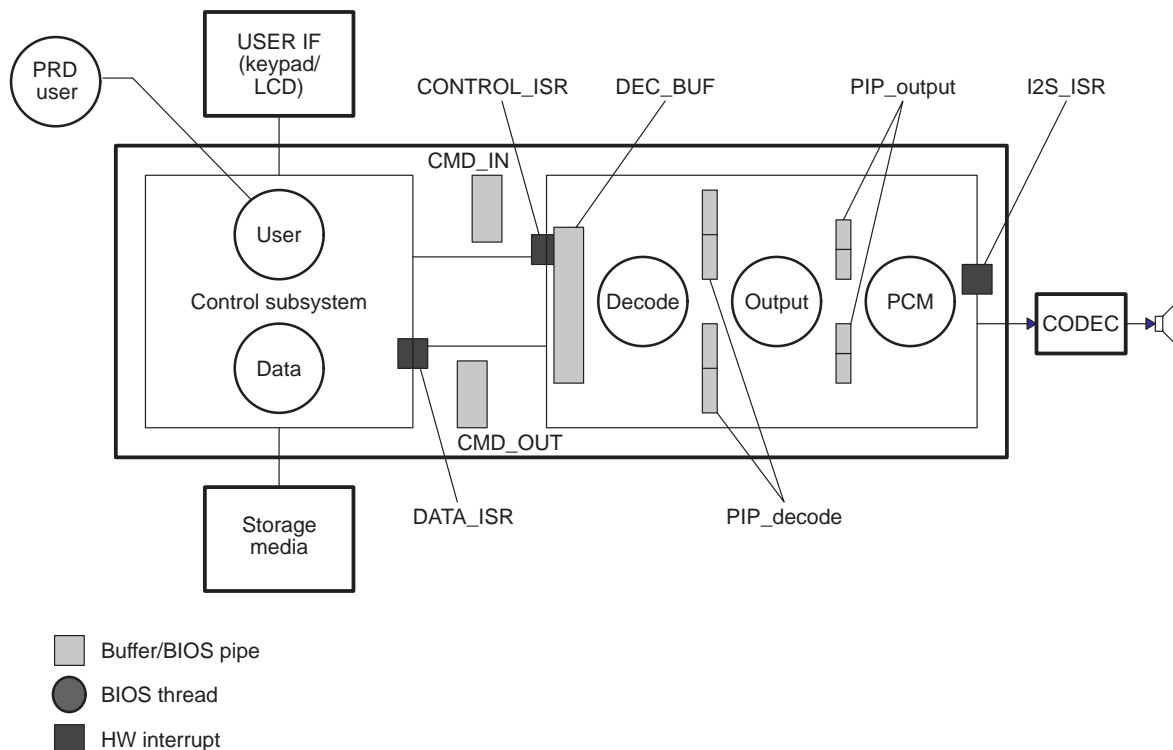 USER IF
(keypad/
LCD)
PRD
user
CONTROL_ISR
DEC_BUF
PIP_output
I2S_ISR
CMD_IN
User
Control subsystem
Decode
Output
PCM
CODEC
Data
CMD_OUT
Storage
media
DATA_ISR
PIP_decode
Buffer/BIOS pipe
BIOS thread
HW interrupt